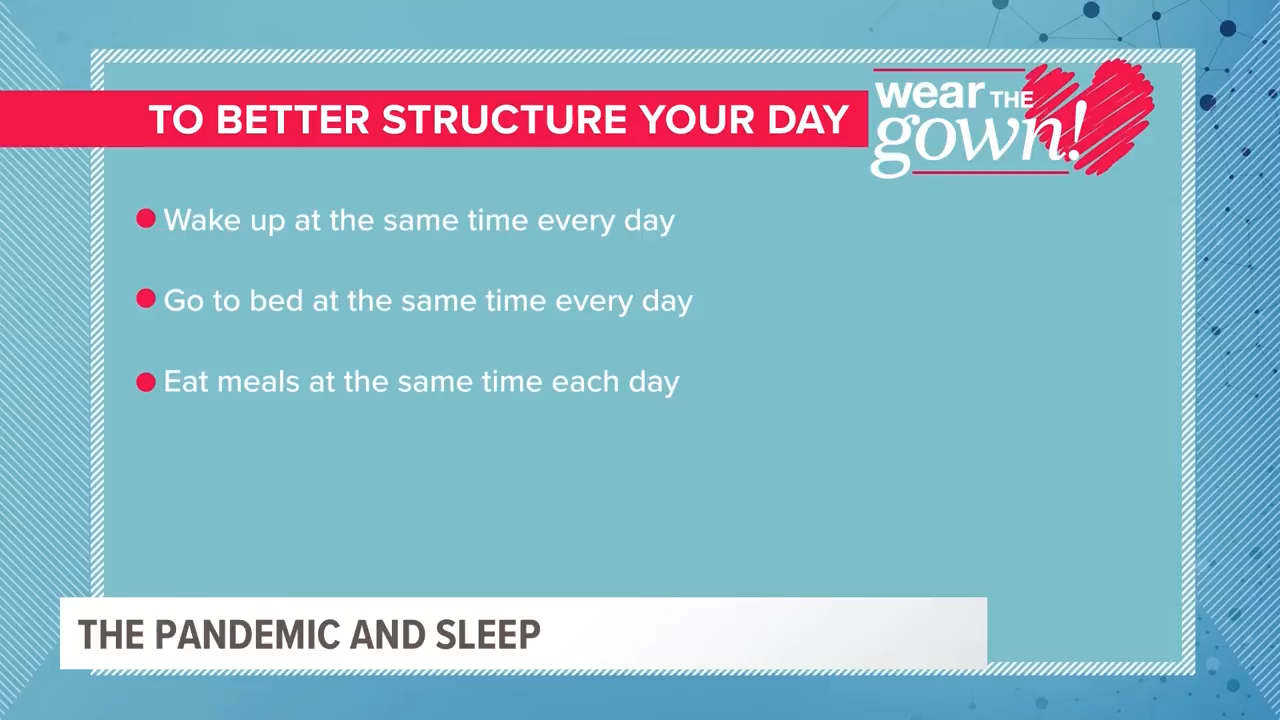 TO BETTER STRUCTURE YOUR DAY
wear THE
gown!
Wake up at the same time every day
Go to bed at the same time every day
Eat meals at the same time each day
THE PANDEMIC AND SLEEP